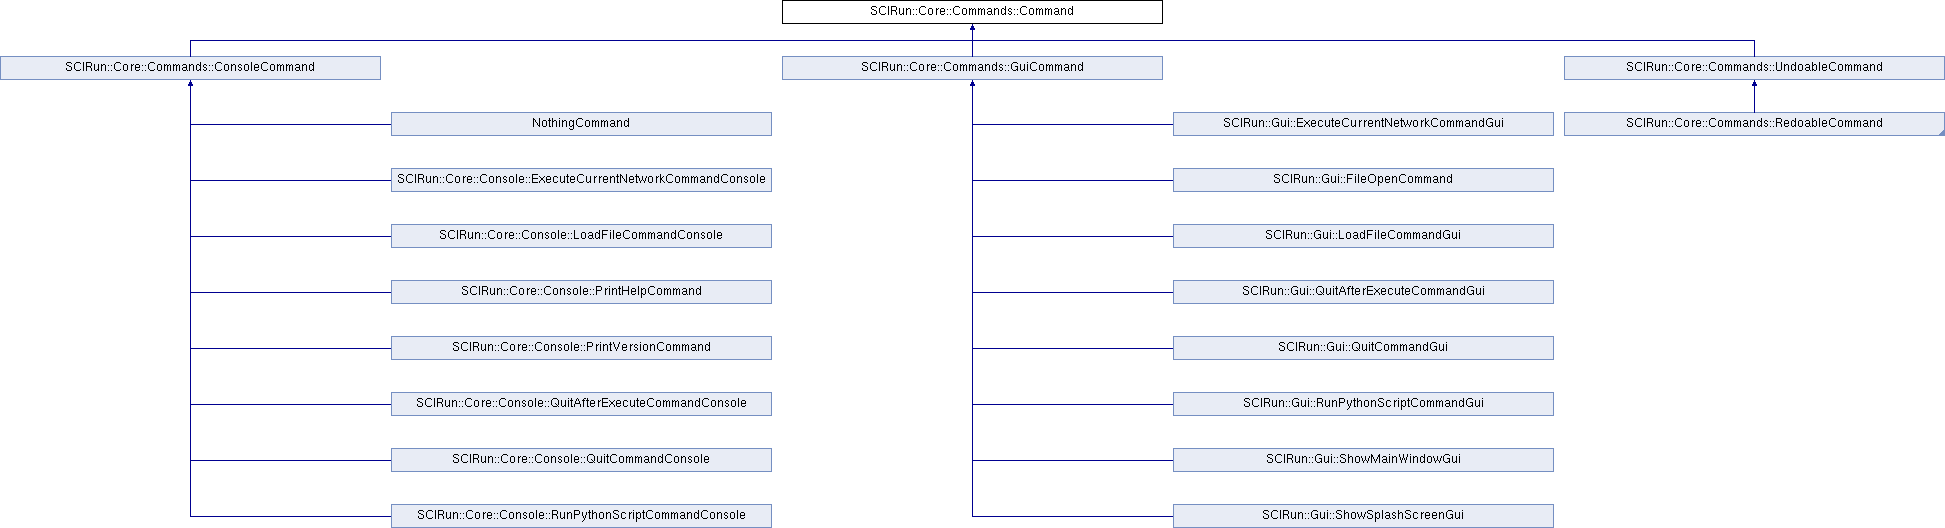 SCIRun::Core::Commands::Command
SCIRun::Core::Commands::ConsoleCommand
SCIRun::Core::Commands::GuiCommand
SCIRun::Core::Commands::UndoableCommand
NothingCommand
SCIRun::Gui::ExecuteCurrentNetworkCommandGui
SCIRun::Core::Commands::RedoableCommand
SCIRun::Core::Console::ExecuteCurrentNetworkCommandConsole
SCIRun::Gui::FileOpenCommand
SCIRun::Core::Console::LoadFileCommandConsole
SCIRun::Gui::LoadFileCommandGui
SCIRun::Core::Console::PrintHelpCommand
SCIRun::Gui::QuitAfterExecuteCommandGui
SCIRun::Core::Console::PrintVersionCommand
SCIRun::Gui::QuitCommandGui
SCIRun::Core::Console::QuitAfterExecuteCommandConsole
SCIRun::Gui::RunPythonScriptCommandGui
SCIRun::Core::Console::QuitCommandConsole
SCIRun::Gui::ShowMainWindowGui
SCIRun::Core::Console::RunPythonScriptCommandConsole
SCIRun::Gui::ShowSplashScreenGui